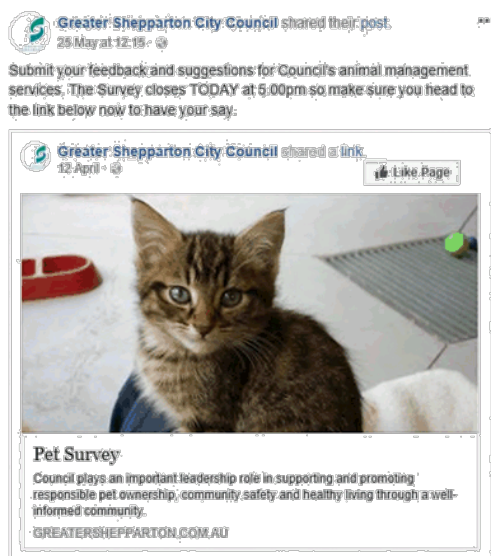 Greater Shepparton City Council shared their post.
25 May at 12:15 ·
Submit your feedback and suggestions for Council's animal management
services. The Survey closes TODAY at 5:00pm so make sure you head to
the link below now to have your say.
Greater Shepparton City Council shared a link.
12 April ·
Like Page
Pet Survey
Council plays an important leadership role in supporting and promoting
responsible pet ownership, community safety and healthy living through a well-
informed community.
GREATERSHEPPARTON.COM.AU